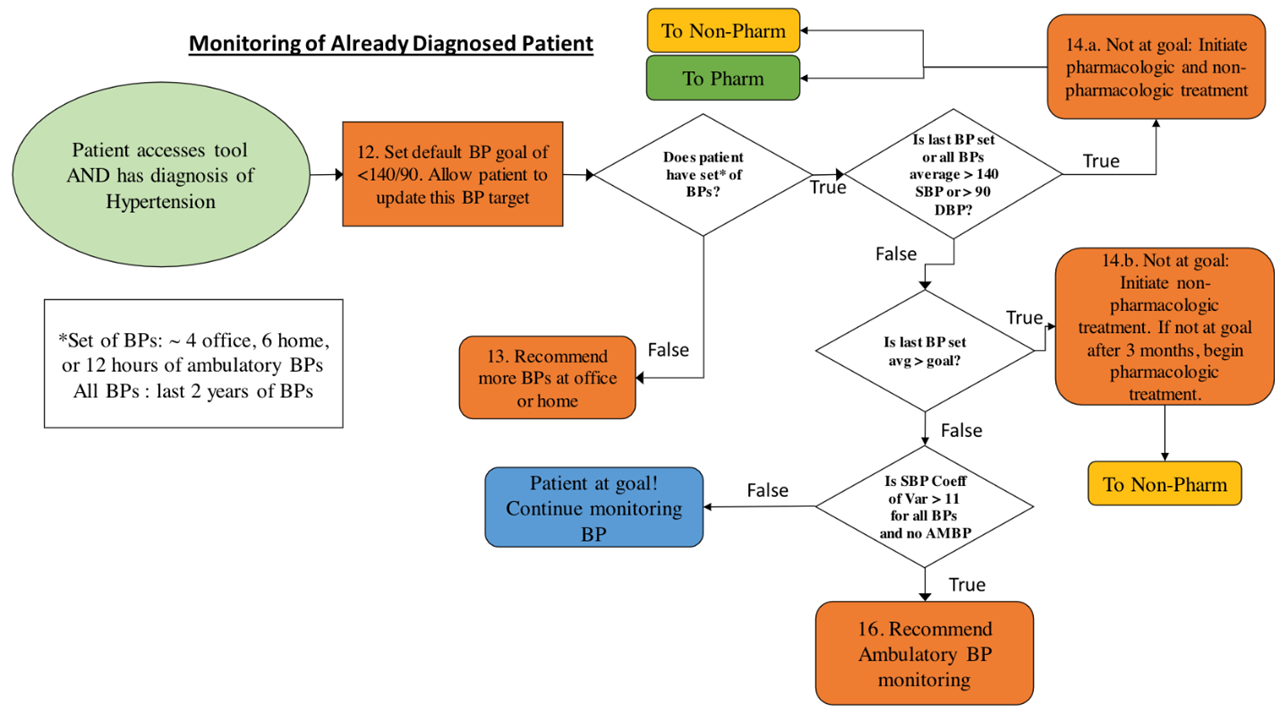 Monitoring of Already Diagnosed Patient
To Non-Pharm
To Pharm
14.a. Not at goal: Initiate
pharmacologic and non-
pharmacologic treatment
Patient accesses tool
AND has diagnosis of
Hypertension
12. Set default BP goal of
<140/90. Allow patient to
update this BP target
Does patient
have set* of
BPs?
True
Is last BP set
or all BPs
average > 140
SBP or > 90
DBP?
True
False
14.b. Not at goal:
Initiate non-
pharmacologic
treatment. If not at goal
after 3 months, begin
pharmacologic
treatment.
True
Is last BP set
avg > goal?
*Set of BPs: ~ 4 office, 6 home,
or 12 hours of ambulatory BPs
All BPs : last 2 years of BPs
False
13. Recommend
more BPs at office
or home
False
To Non-Pharm
Patient at goal!
Continue monitoring
BP
False
Is SBP Coeff
of Var > 11
for all BPs
and no AMBP
True
16. Recommend
Ambulatory BP
monitoring